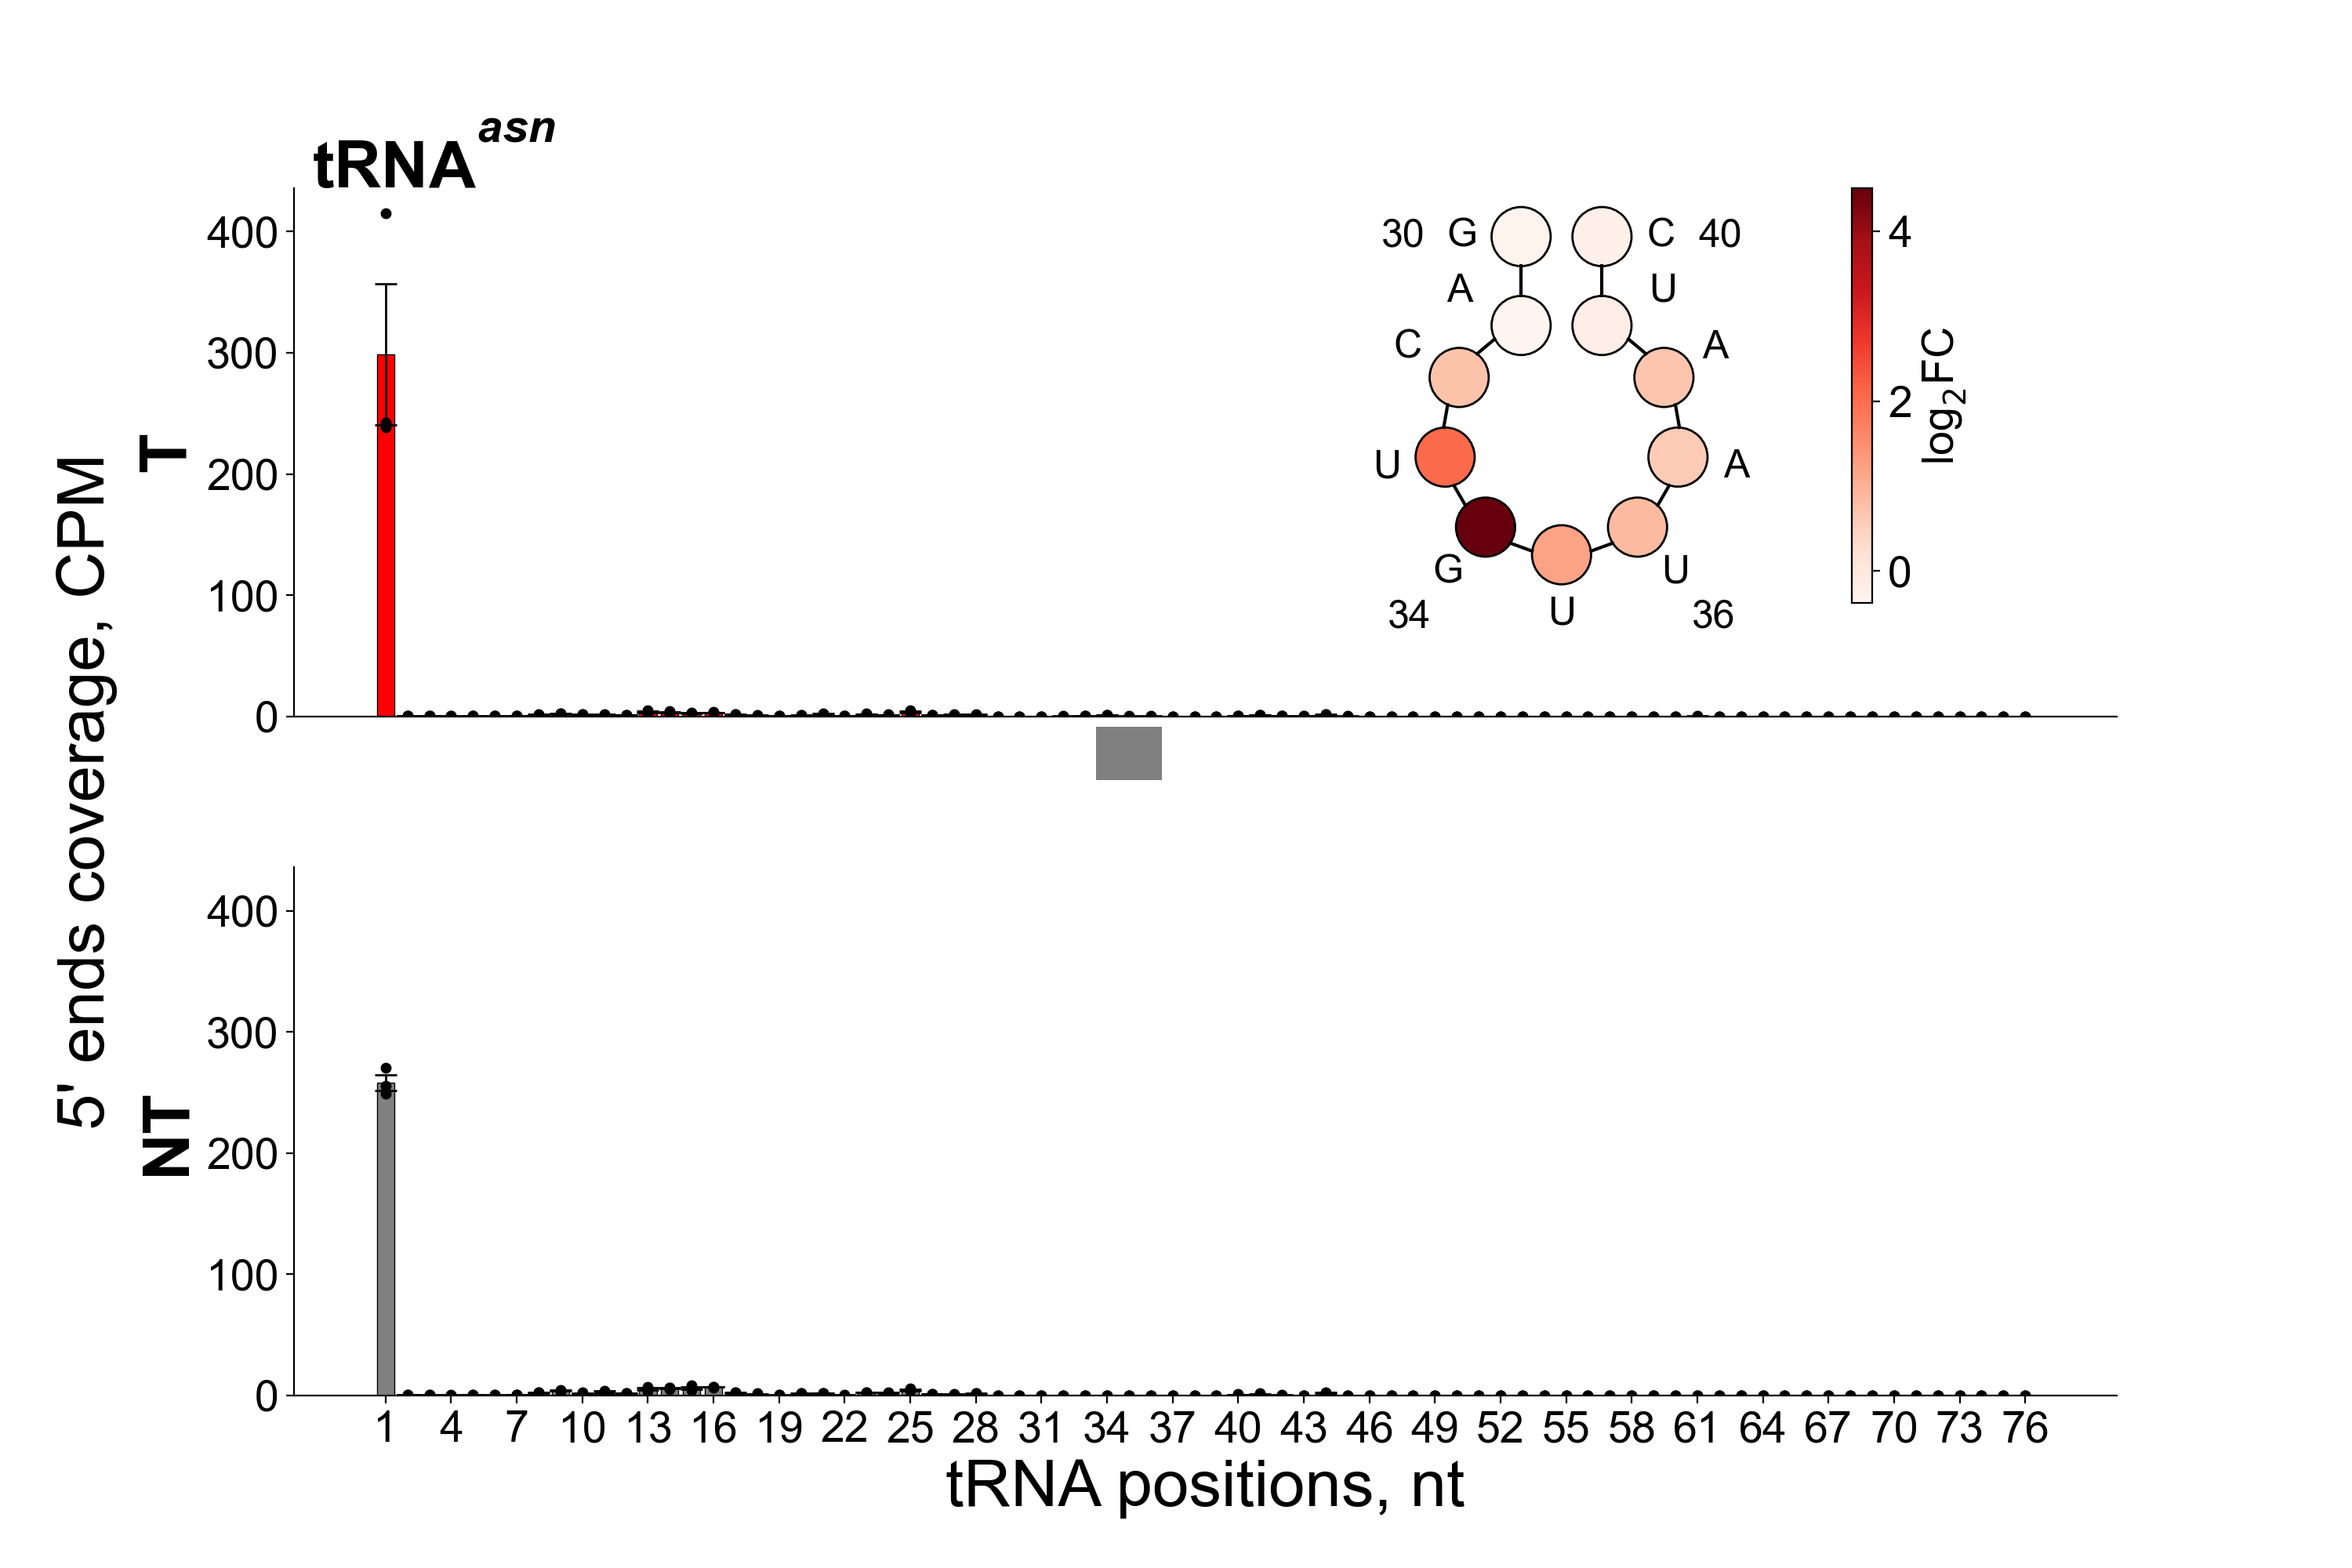 tRNA^asn
5' ends coverage, CPM
T
400
300
200
100
0
30 G C 40
A U
C A
U A
G U
U
34 36
4
2
0
log₂FC
NT
400
300
200
100
0
1 4 7 10 13 16 19 22 25 28 31 34 37 40 43 46 49 52 55 58 61 64 67 70 73 76
tRNA positions, nt